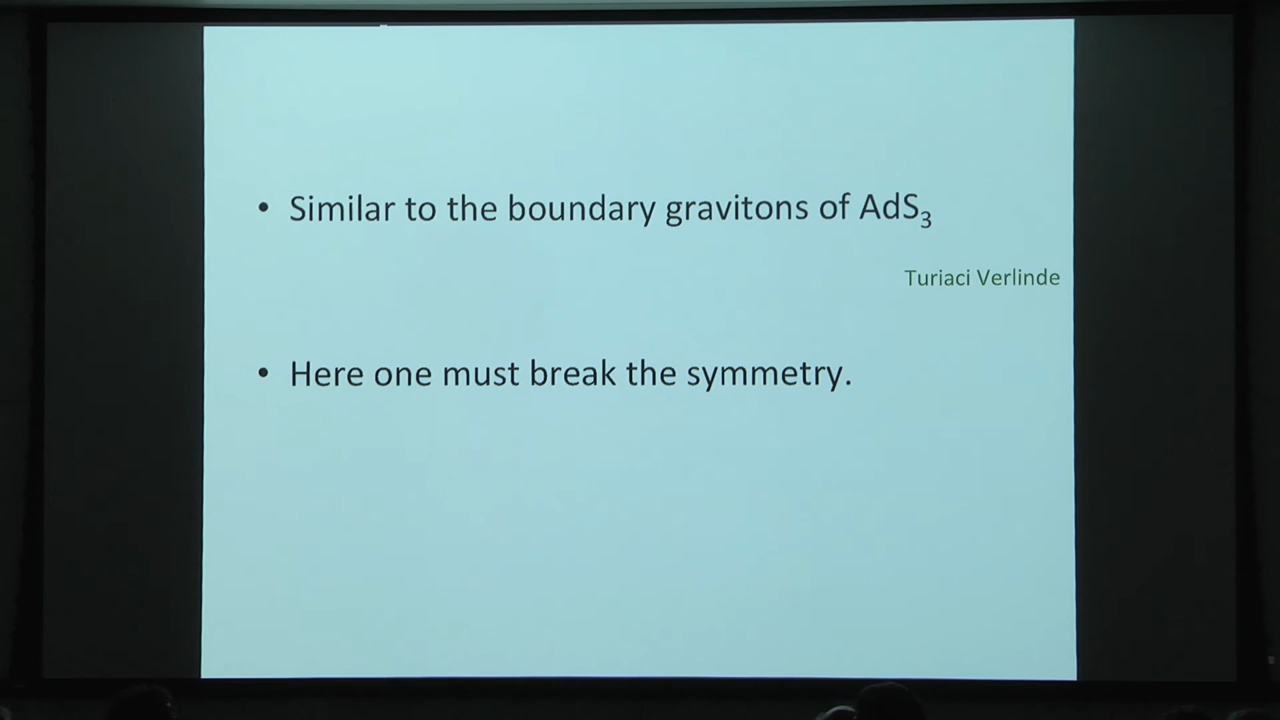 • Similar to the boundary gravitons of AdS₃
Turiaci Verlinde
• Here one must break the symmetry.